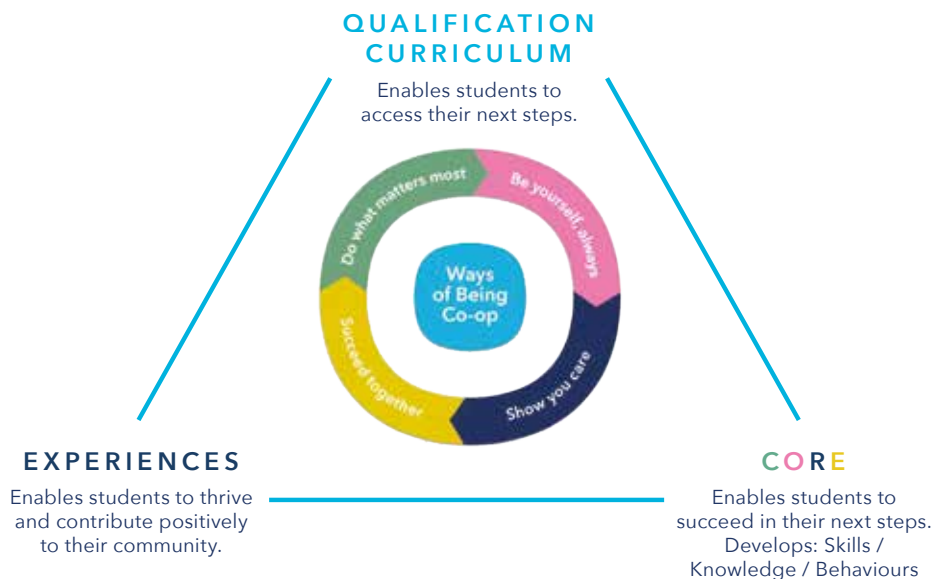 QUALIFICATION
CURRICULUM
Enables students to
access their next steps.
Do what matters most
Be yourself, always
Ways
of Being
Co-op
Succeed together
Show you care
EXPERIENCES
Enables students to thrive
and contribute positively
to their community.
CORE
Enables students to
succeed in their next steps.
Develops: Skills /
Knowledge / Behaviours